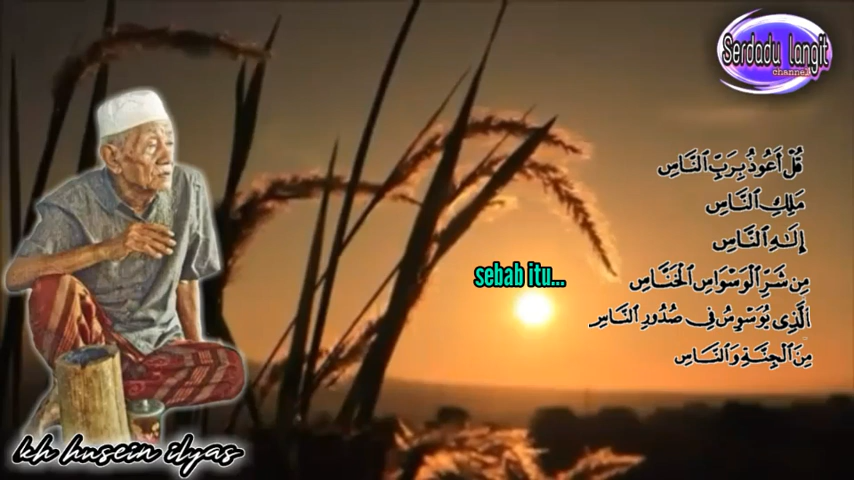 Serdadu langit
channel
قُلْ أَعُوذُ بِرَبِّ ٱلنَّاسِ
مَلِكِ ٱلنَّاسِ
إِلَـٰهِ ٱلنَّاسِ
مِن شَرِّ ٱلْوَسْوَاسِ ٱلْخَنَّاسِ
ٱلَّذِى يُوَسْوِسُ فِى صُدُورِ ٱلنَّاسِ
مِنَ ٱلْجِنَّةِ وَٱلنَّاسِ
sebab itu...
kh husein ilyas